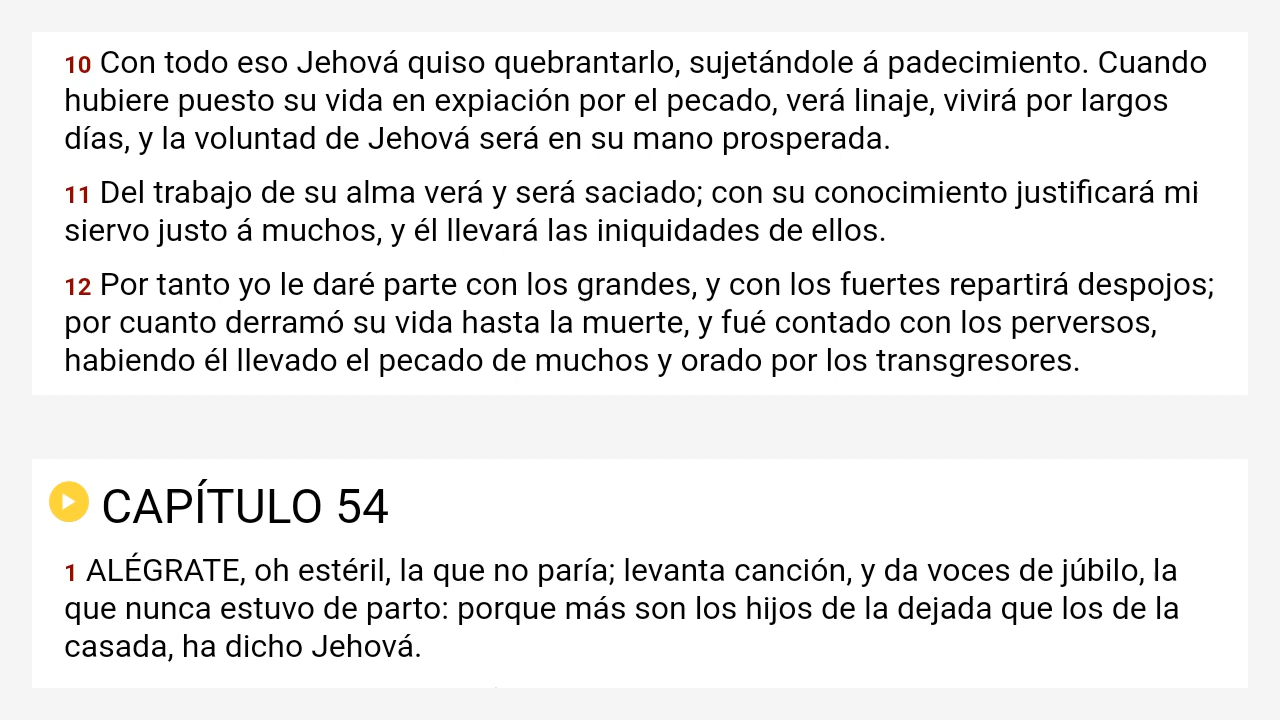 10 Con todo eso Jehová quiso quebrantarlo, sujetándole á padecimiento. Cuando
hubiere puesto su vida en expiación por el pecado, verá linaje, vivirá por largos
días, y la voluntad de Jehová será en su mano prosperada.
11 Del trabajo de su alma verá y será saciado; con su conocimiento justificará mi
siervo justo á muchos, y él llevará las iniquidades de ellos.
12 Por tanto yo le daré parte con los grandes, y con los fuertes repartirá despojos;
por cuanto derramó su vida hasta la muerte, y fué contado con los perversos,
habiendo él llevado el pecado de muchos y orado por los transgresores.
CAPÍTULO 54
1 ALÉGRATE, oh estéril, la que no paría; levanta canción, y da voces de júbilo, la
que nunca estuvo de parto: porque más son los hijos de la dejada que los de la
casada, ha dicho Jehová.